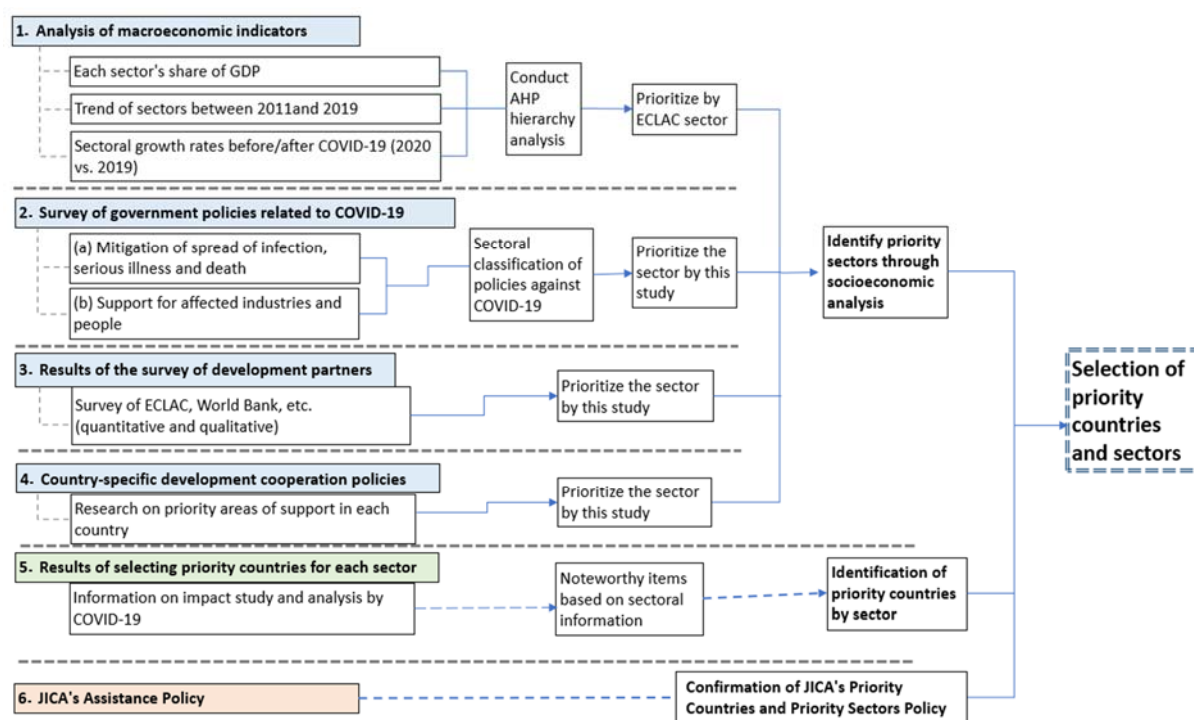 1. Analysis of macroeconomic indicators
Each sector's share of GDP
Trend of sectors between 2011and 2019
Sectoral growth rates before/after COVID-19 (2020
vs. 2019)
Conduct
AHP
hierarchy
analysis
Prioritize by
ECLAC sector
2. Survey of government policies related to COVID-19
(a) Mitigation of spread of infection,
serious illness and death
(b) Support for affected industries and
people
Sectoral
classification of
policies against
COVID-19
Prioritize the
sector by this
study
Identify priority
sectors through
socioeconomic
analysis
3. Results of the survey of development partners
Survey of ECLAC, World Bank, etc.
(quantitative and qualitative)
Prioritize the sector
by this study
Selection of
priority
countries
and sectors
4. Country-specific development cooperation policies
Research on priority areas of support in each
country
Prioritize the sector
by this study
5. Results of selecting priority countries for each sector
Information on impact study and analysis by
COVID-19
Noteworthy items
based on sectoral
information
Identification of
priority countries
by sector
6. JICA's Assistance Policy
Confirmation of JICA's Priority
Countries and Priority Sectors Policy